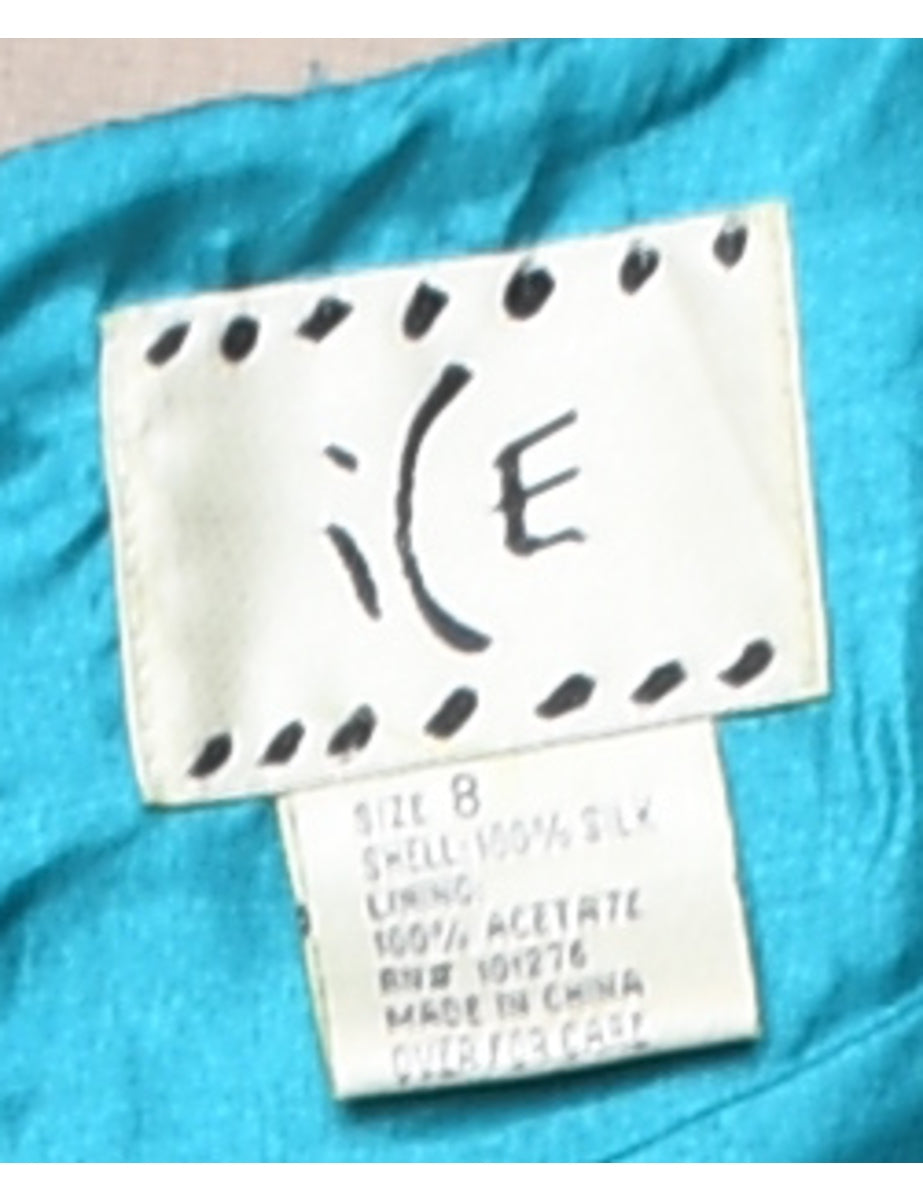 iCE
SIZE 8
SHELL: 100% SILK
LINING:
100% ACETATE
RN# 101276
MADE IN CHINA
OVER FOR CARE